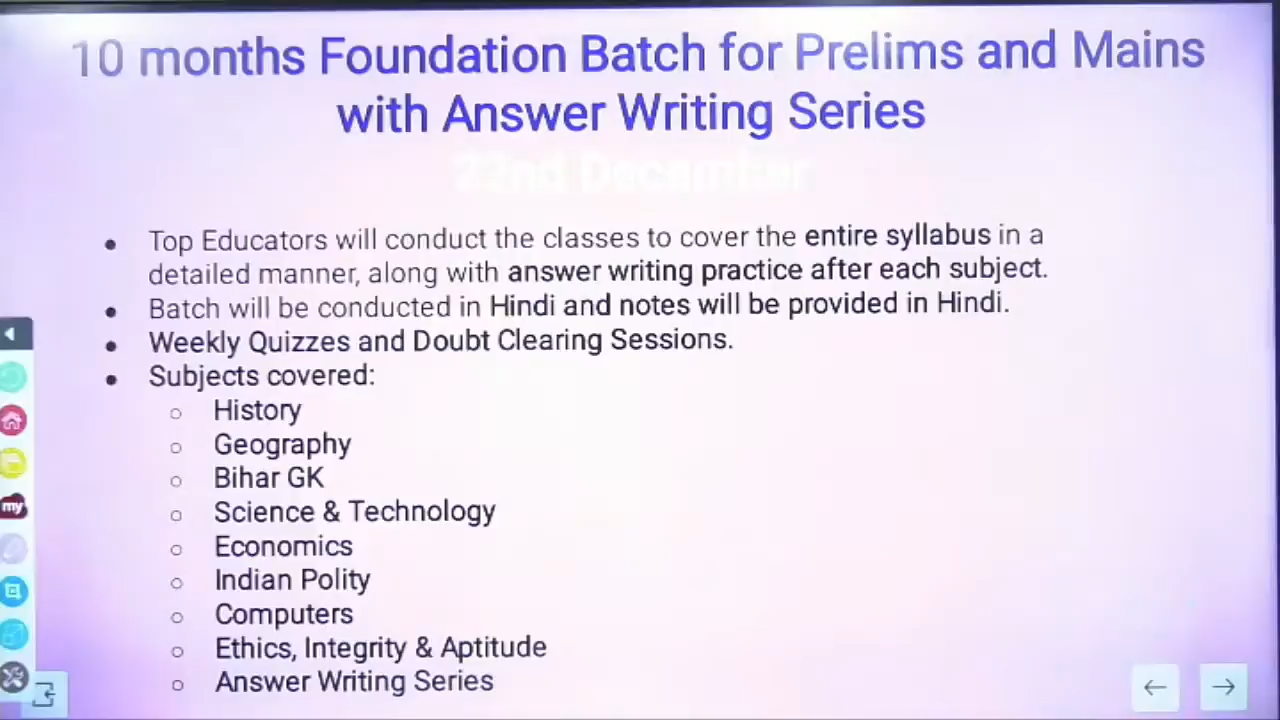 10 months Foundation Batch for Prelims and Mains
with Answer Writing Series
22nd December
Top Educators will conduct the classes to cover the entire syllabus in a
detailed manner, along with answer writing practice after each subject.
Batch will be conducted in Hindi and notes will be provided in Hindi.
Weekly Quizzes and Doubt Clearing Sessions.
Subjects covered:
History
Geography
Bihar GK
Science & Technology
Economics
Indian Polity
Computers
Ethics, Integrity & Aptitude
Answer Writing Series
my